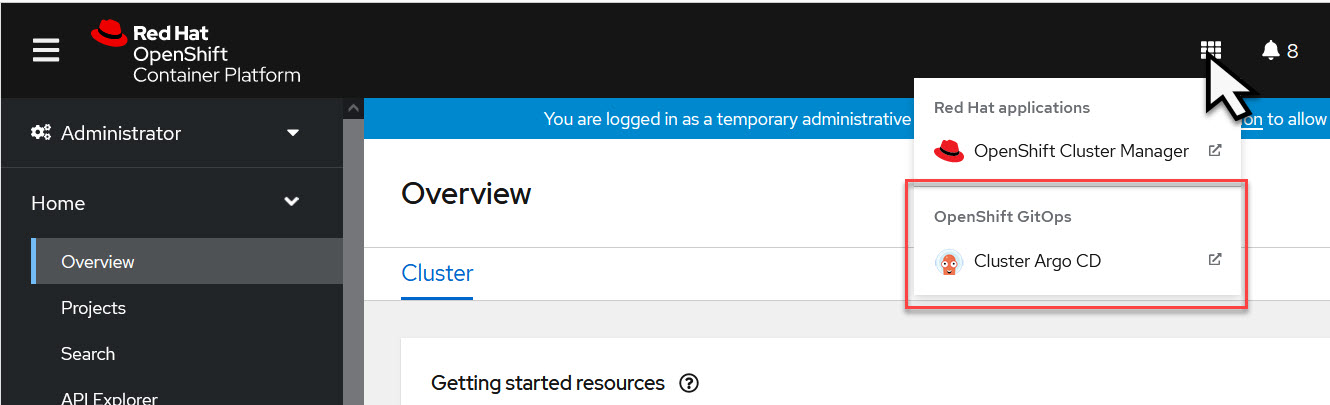 Red Hat
OpenShift
Container Platform
8
Administrator
Home
Overview
Projects
Search
API Explorer
You are logged in as a temporary administrative
on to allow
Red Hat applications
OpenShift Cluster Manager
OpenShift GitOps
Cluster Argo CD
Overview
Cluster
Getting started resources